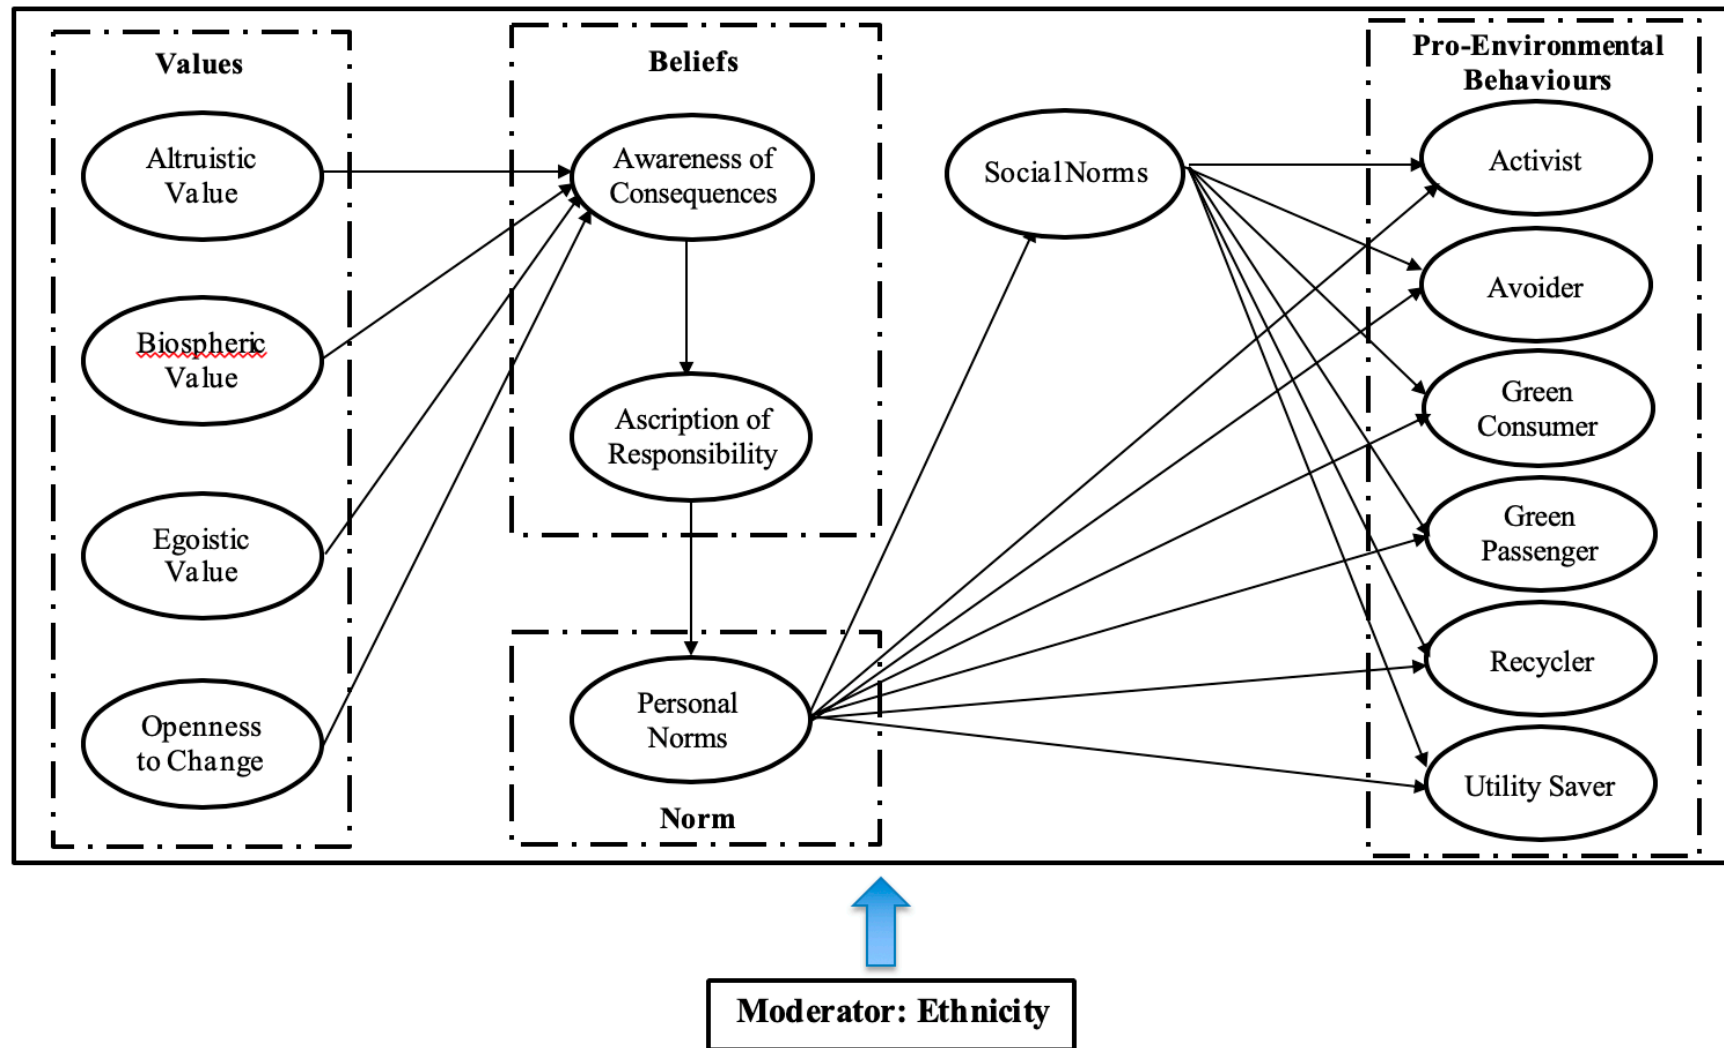 Values
Altruistic
Value
Biospheric
Value
Egoistic
Value
Openness
to Change
Beliefs
Awareness of
Consequences
Ascription of
Responsibility
Personal
Norms
Norm
Social Norms
Pro-Environmental
Behaviours
Activist
Avoider
Green
Consumer
Green
Passenger
Recycler
Utility Saver
Moderator: Ethnicity